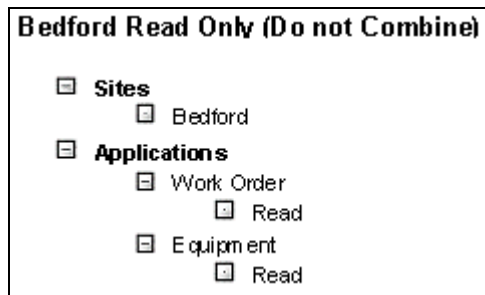 Bedford Read Only (Do not Combine)
Sites
Bedford
Applications
Work Order
Read
Equipment
Read